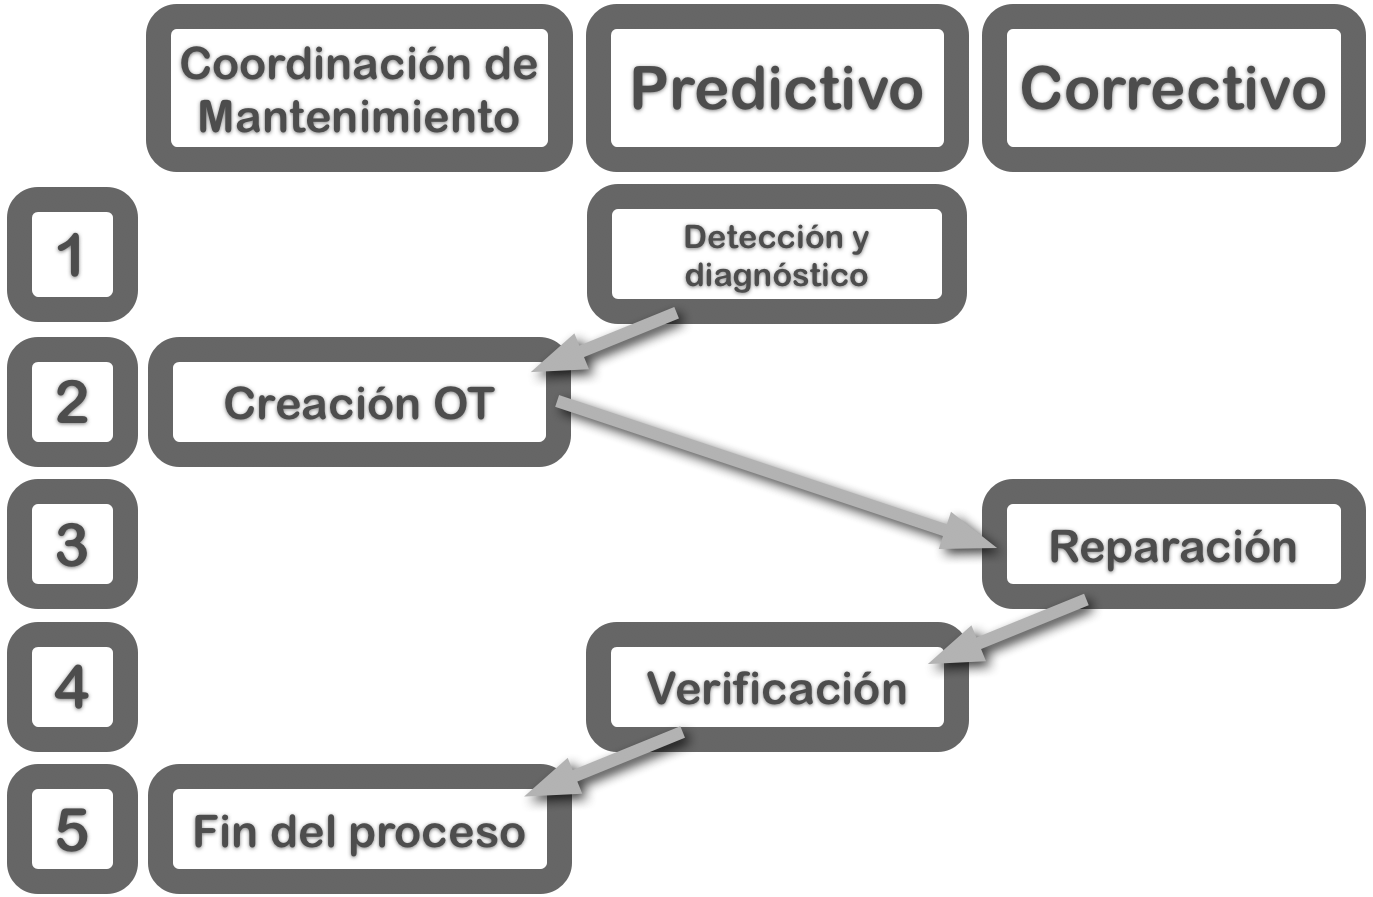 Coordinación de
Mantenimiento
Predictivo
Correctivo
1
Detección y
diagnóstico
2
Creación OT
3
Reparación
4
Verificación
5
Fin del proceso